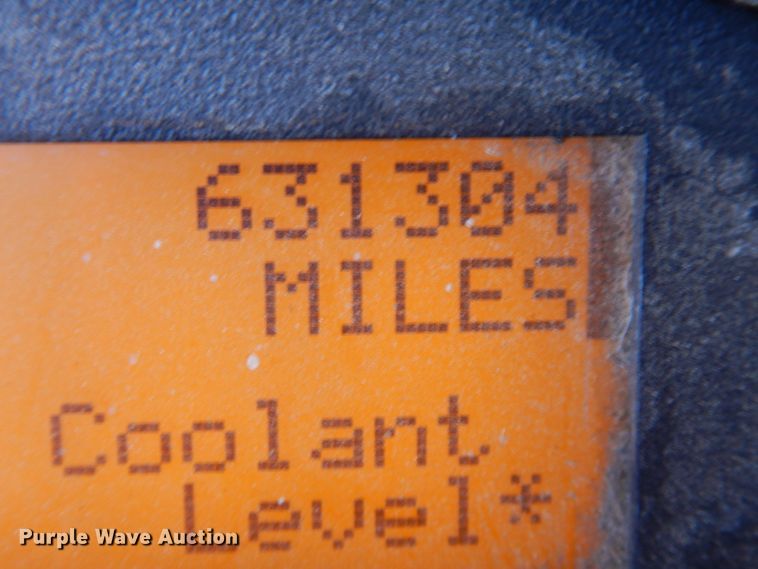 631304
MILES
Coolant
Level*
Purple Wave Auction